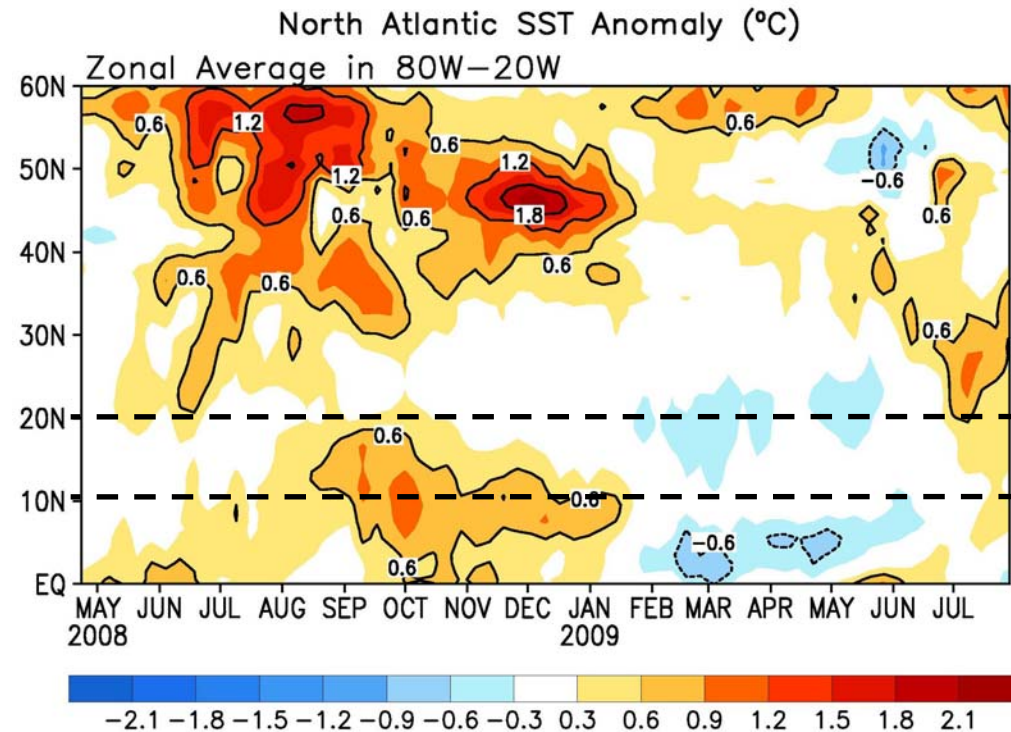 North Atlantic SST Anomaly (ºC)
Zonal Average in 80W–20W
60N
50N
40N
30N
20N
10N
EQ
0.6
1.2
0.6
0.6
1.2
0.6
1.2
0.6
0.6
1.8
-0.6
0.6
0.6
0.6
0.6
0.6
0.6
0.6
-0.6
0.6
MAY JUN JUL AUG SEP OCT NOV DEC JAN FEB MAR APR MAY JUN JUL
2008 2009
−2.1 −1.8 −1.5 −1.2 −0.9 −0.6 −0.3 0.3 0.6 0.9 1.2 1.5 1.8 2.1